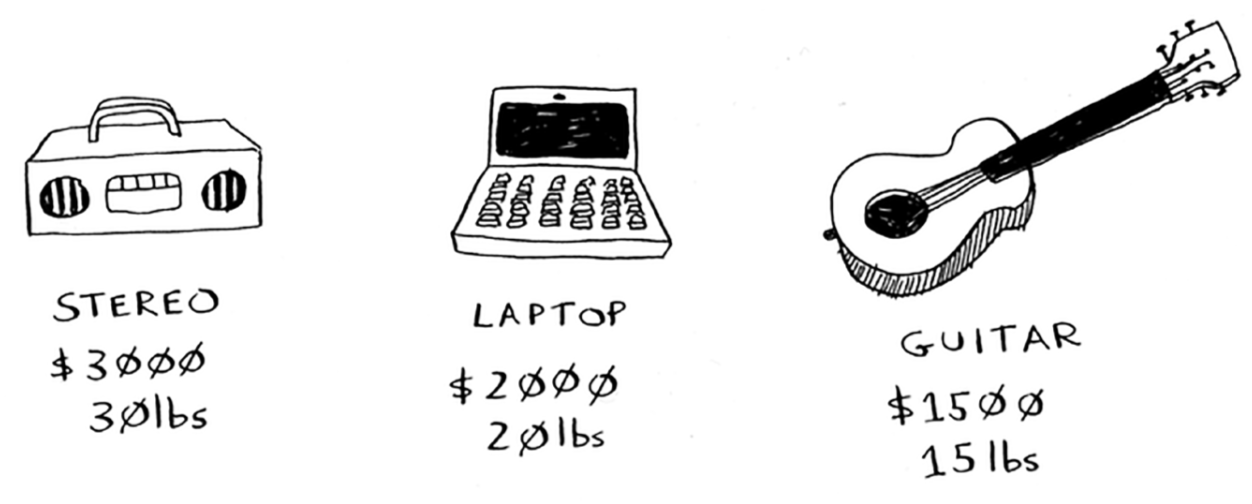 STEREO
$3000
30lbs
LAPTOP
$2000
20lbs
GUITAR
$1500
15lbs